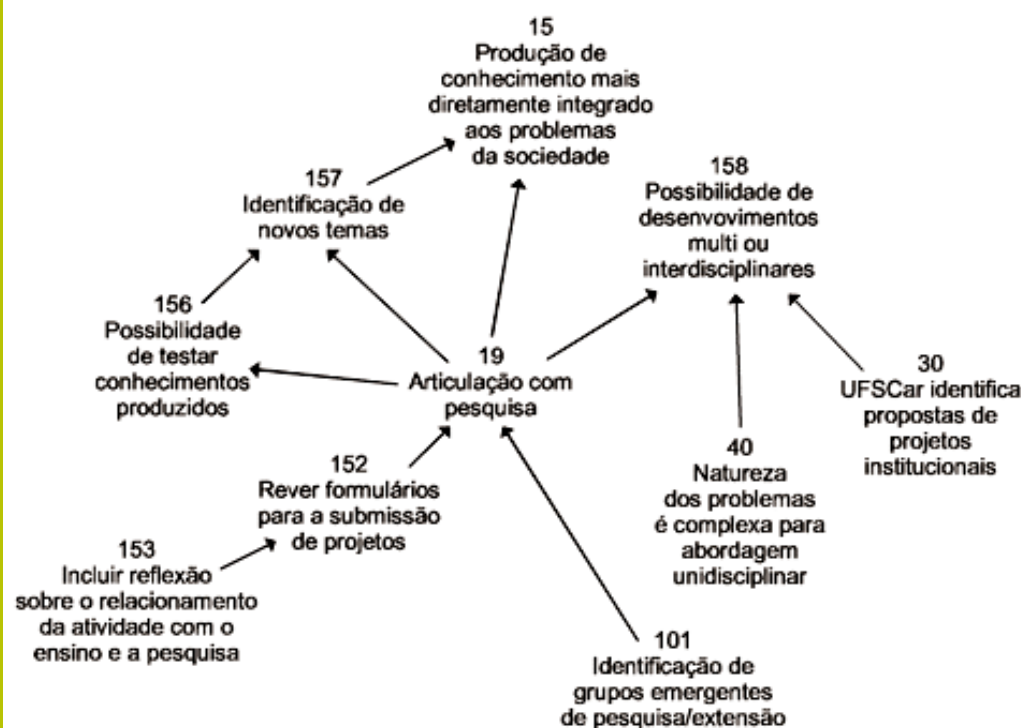 15
Produção de
conhecimento mais
diretamente integrado
aos problemas
da sociedade
157
Identificação de
novos temas
158
Possibilidade de
desenvovimentos
multi ou
interdisciplinares
156
Possibilidade
de testar
conhecimentos
produzidos
19
Articulação com
pesquisa
30
UFSCar identifica
propostas de
projetos
institucionais
40
Natureza
dos problemas
é complexa para
abordagem
unidisciplinar
152
Rever formulários
para a submissão
de projetos
153
Incluir reflexão
sobre o relacionamento
da atividade com o
ensino e a pesquisa
101
Identificação de
grupos emergentes
de pesquisa/extensão